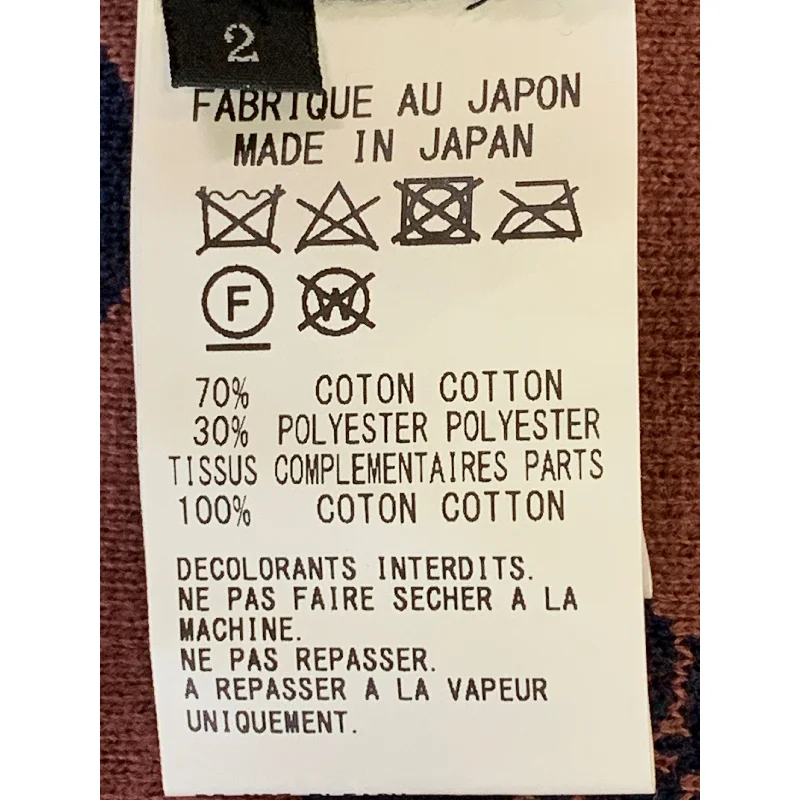 2
FABRIQUE AU JAPON
MADE IN JAPAN
F W
70% COTON COTTON
30% POLYESTER POLYESTER
TISSUS COMPLEMENTAIRES PARTS
100% COTON COTTON
DECOLORANTS INTERDITS.
NE PAS FAIRE SECHER A LA
MACHINE.
NE PAS REPASSER.
A REPASSER A LA VAPEUR
UNIQUEMENT.